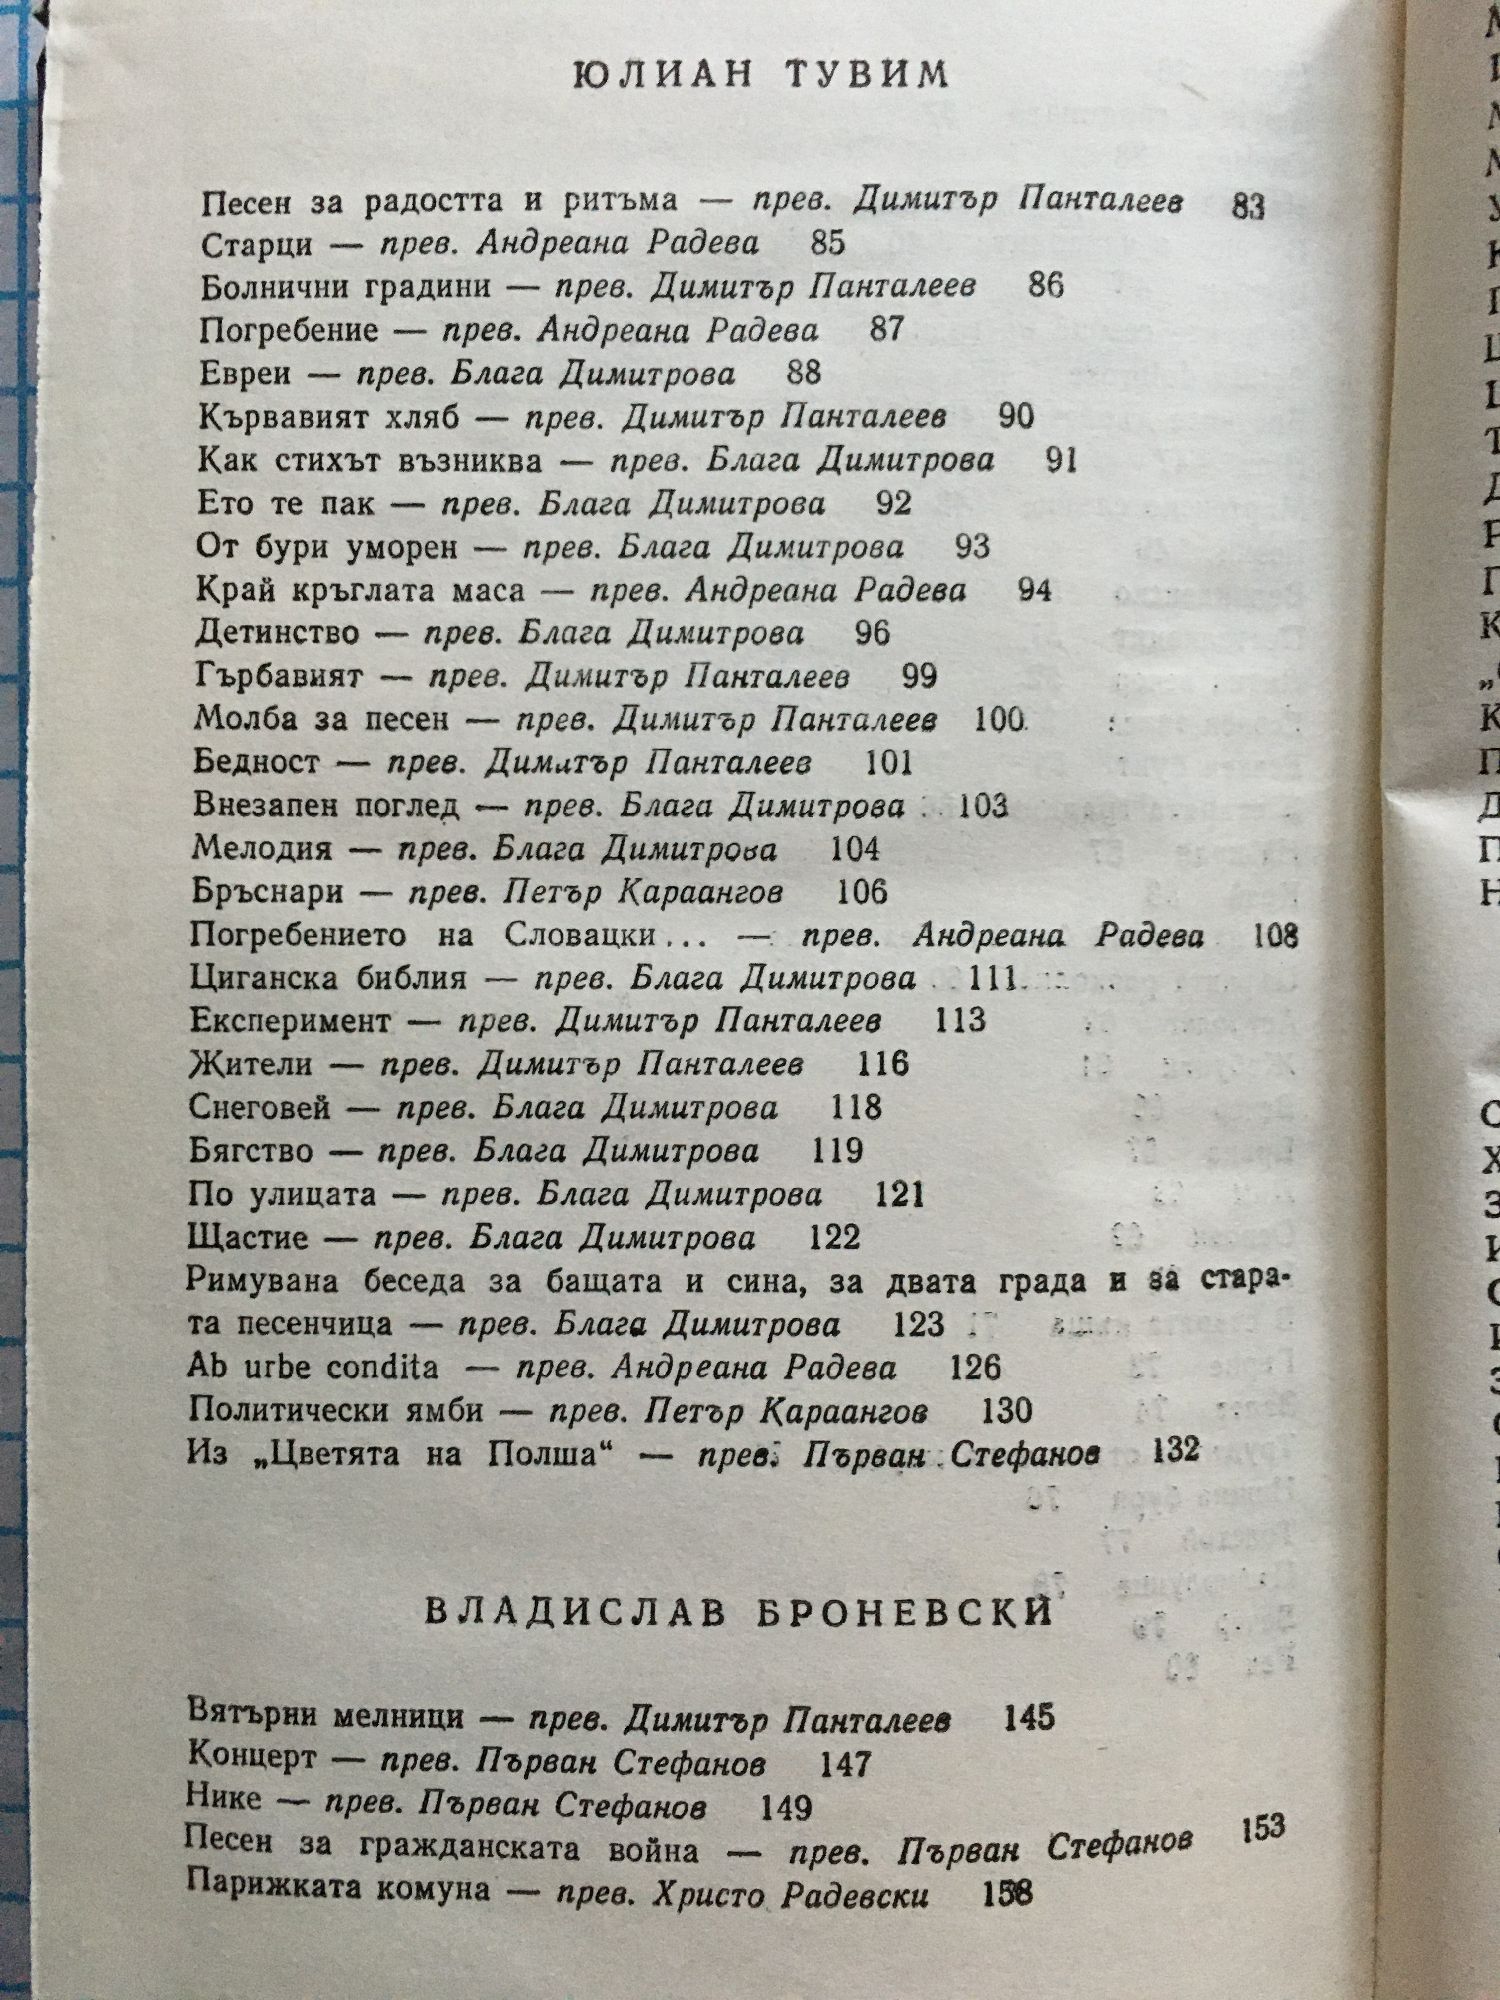 ЮЛИАН ТУВИМ
Песен за радостта и ритъма — прев. Димитър Панталеев 83
Старци — прев. Андреана Радева 85
Болнични градини — прев. Димитър Панталеев 86
Погребение — прев. Андреана Радева 87
Евреи — прев. Блага Димитрова 88
Кървавият хляб — прев. Димитър Панталеев 90
Как стихът възниква — прев. Блага Димитрова 91
Ето те пак — прев. Блага Димитрова 92
От бури уморен — прев. Блага Димитрова 93
Край кръглата маса — прев. Андреана Радева 94
Детинство — прев. Блага Димитрова 96
Гърбавият — прев. Димитър Панталеев 99
Молба за песен — прев. Димитър Панталеев 100
Бедност — прев. Димитър Панталеев 101
Внезапен поглед — прев. Блага Димитрова 103
Мелодия — прев. Блага Димитрова 104
Бръснари — прев. Петър Караангов 106
Погребението на Словацки... — прев. Андреана Радева 108
Циганска библия — прев. Блага Димитрова 111
Експеримент — прев. Димитър Панталеев 113
Жители — прев. Димитър Панталеев 116
Снеговей — прев. Блага Димитрова 118
Бягство — прев. Блага Димитрова 119
По улицата — прев. Блага Димитрова 121
Щастие — прев. Блага Димитрова 122
Римувана беседа за бащата и сина, за двата града и за стара-
та песенчица — прев. Блага Димитрова 123
Ab urbe condita — прев. Андреана Радева 126
Политически ямби — прев. Петър Караангов 130
Из „Цветята на Полша“ — прев. Първан Стефанов 132
ВЛАДИСЛАВ БРОНЕВСКИ
Вятърни мелници — прев. Димитър Панталеев 145
Концерт — прев. Първан Стефанов 147
Нике — прев. Първан Стефанов 149
Песен за гражданската война — прев. Първан Стефанов 153
Парижката комуна — прев. Христо Радевски 158